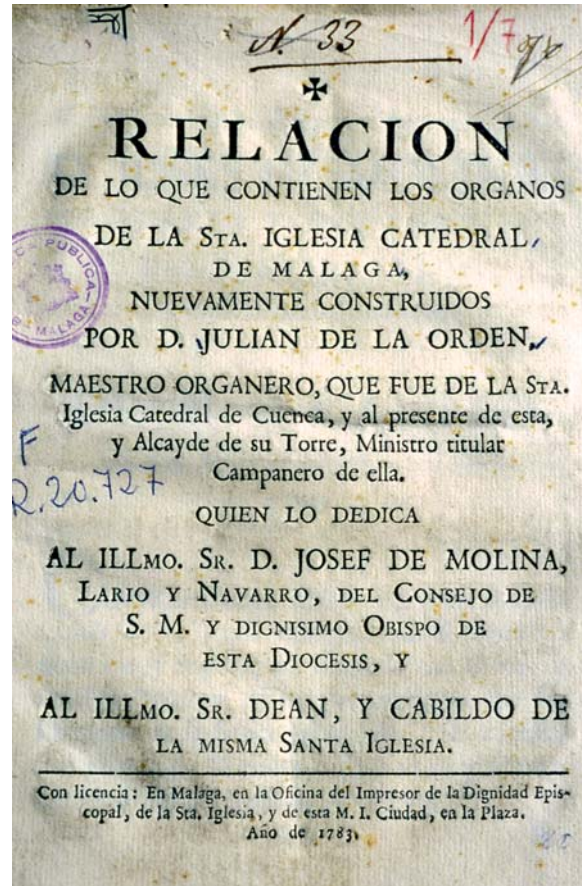 N. 33
1/7
✠
RELACION
DE LO QUE CONTIENEN LOS ORGANOS
DE LA STA. IGLESIA CATEDRAL,
DE MALAGA,
NUEVAMENTE CONSTRUIDOS
POR D. JULIAN DE LA ORDEN,
MAESTRO ORGANERO, QUE FUE DE LA STA.
Iglesia Catedral de Cuenca, y al presente de esta,
y Alcayde de su Torre, Ministro titular
Campanero de ella.
F
R.20.727
QUIEN LO DEDICA
AL ILLMO. SR. D. JOSEF DE MOLINA,
LARIO Y NAVARRO, DEL CONSEJO DE
S. M. Y DIGNISIMO OBISPO DE
ESTA DIOCESIS, Y
AL ILLMO. SR. DEAN, Y CABILDO DE
LA MISMA SANTA IGLESIA.
Con licencia: En Malaga, en la Oficina del Impresor de la Dignidad Epis-
copal, de la Sta. Iglesia, y de esta M. I. Ciudad, en la Plaza.
Año de 1783.
PUBLICA
MALAGA